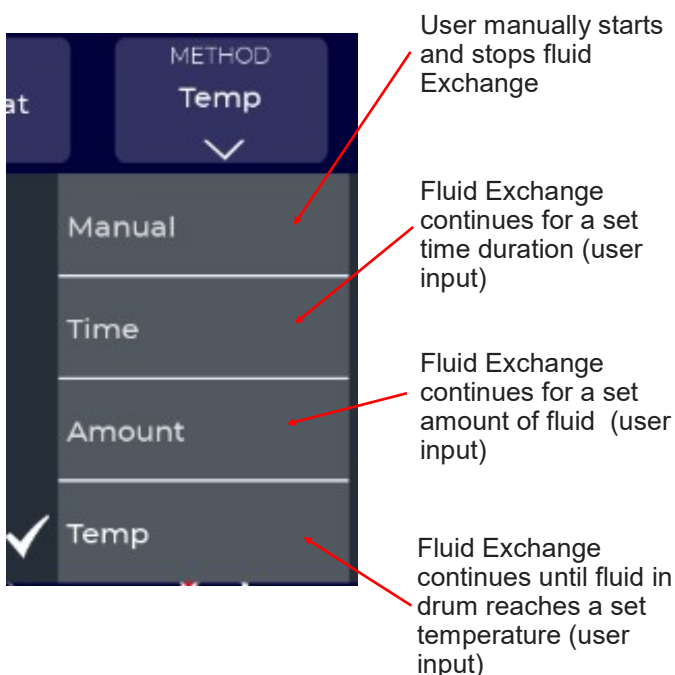 METHOD
at
Temp
Manual
Time
Amount
Temp
User manually starts
and stops fluid
Exchange
Fluid Exchange
continues for a set
time duration (user
input)
Fluid Exchange
continues for a set
amount of fluid  (user
input)
Fluid Exchange
continues until fluid in
drum reaches a set
temperature (user
input)